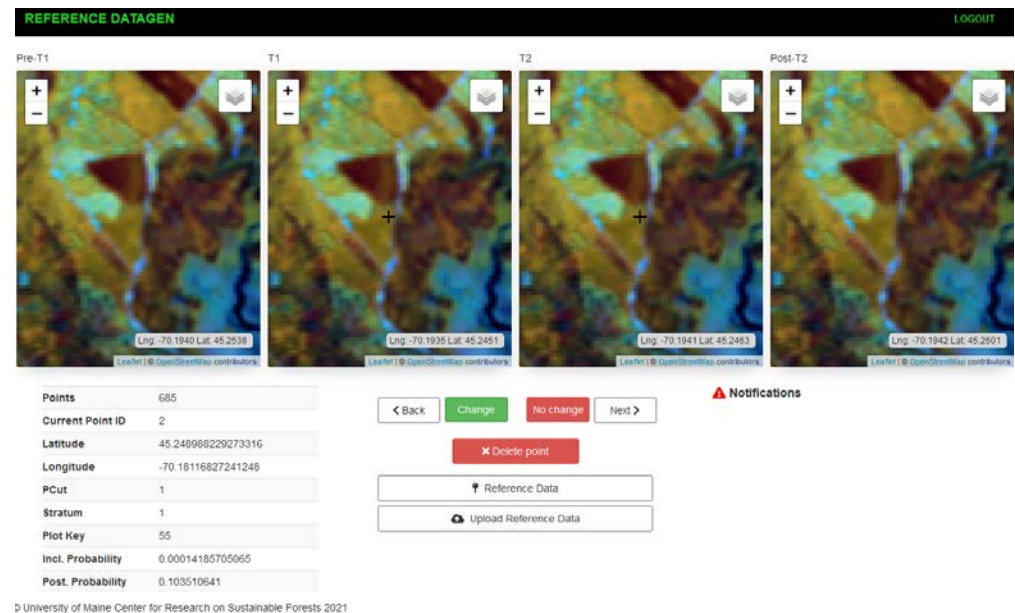 REFERENCE DATAGEN LOGOUT
Pre-T1 T1 T2 Post-T2
+ + + +
− − − −
Lng: -70.1940 Lat: 45.2538 Lng: -70.1935 Lat: 45.2451 Lng: -70.1941 Lat: 45.2463 Lng: -70.1942 Lat: 45.2601
Leaflet | © OpenStreetMap contributors Leaflet | © OpenStreetMap contributors Leaflet | © OpenStreetMap contributors Leaflet | © OpenStreetMap contributors
Points 685
Current Point ID 2
Latitude 45.248988229273316
Longitude -70.18116827241248
PCut 1
Stratum 1
Plot Key 55
Incl. Probability 0.00014185705065
Post. Probability 0.103510641
Back Change No change Next
Delete point
Reference Data
Upload Reference Data
Notifications
© University of Maine Center for Research on Sustainable Forests 2021